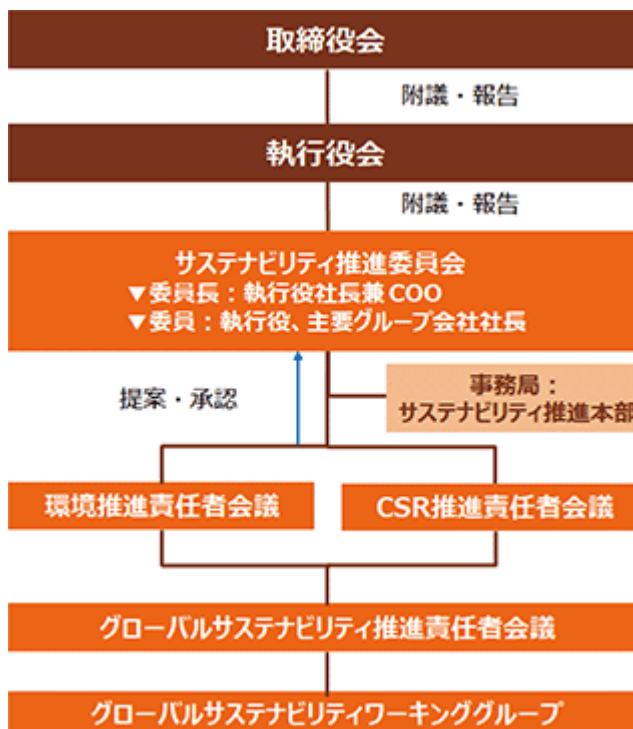 取締役会
附議・報告
執行役会
附議・報告
サステナビリティ推進委員会
▼委員長：執行役社長兼COO
▼委員：執行役、主要グループ会社社長
提案・承認
事務局：
サステナビリティ推進本部
環境推進責任者会議
CSR推進責任者会議
グローバルサステナビリティ推進責任者会議
グローバルサステナビリティワーキンググループ